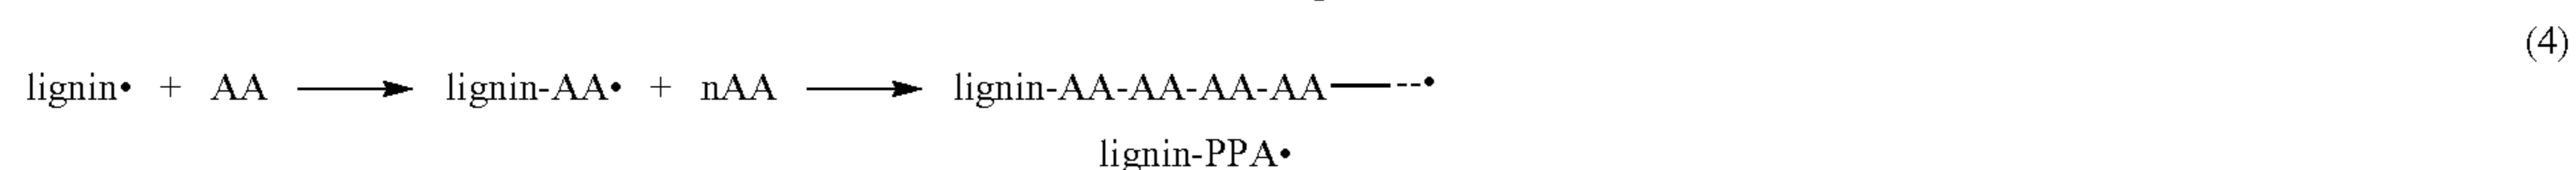 (4)
lignin• + AA ⟶ lignin-AA• + nAA ⟶ lignin-AA-AA-AA-AA—--•
lignin-PPA•